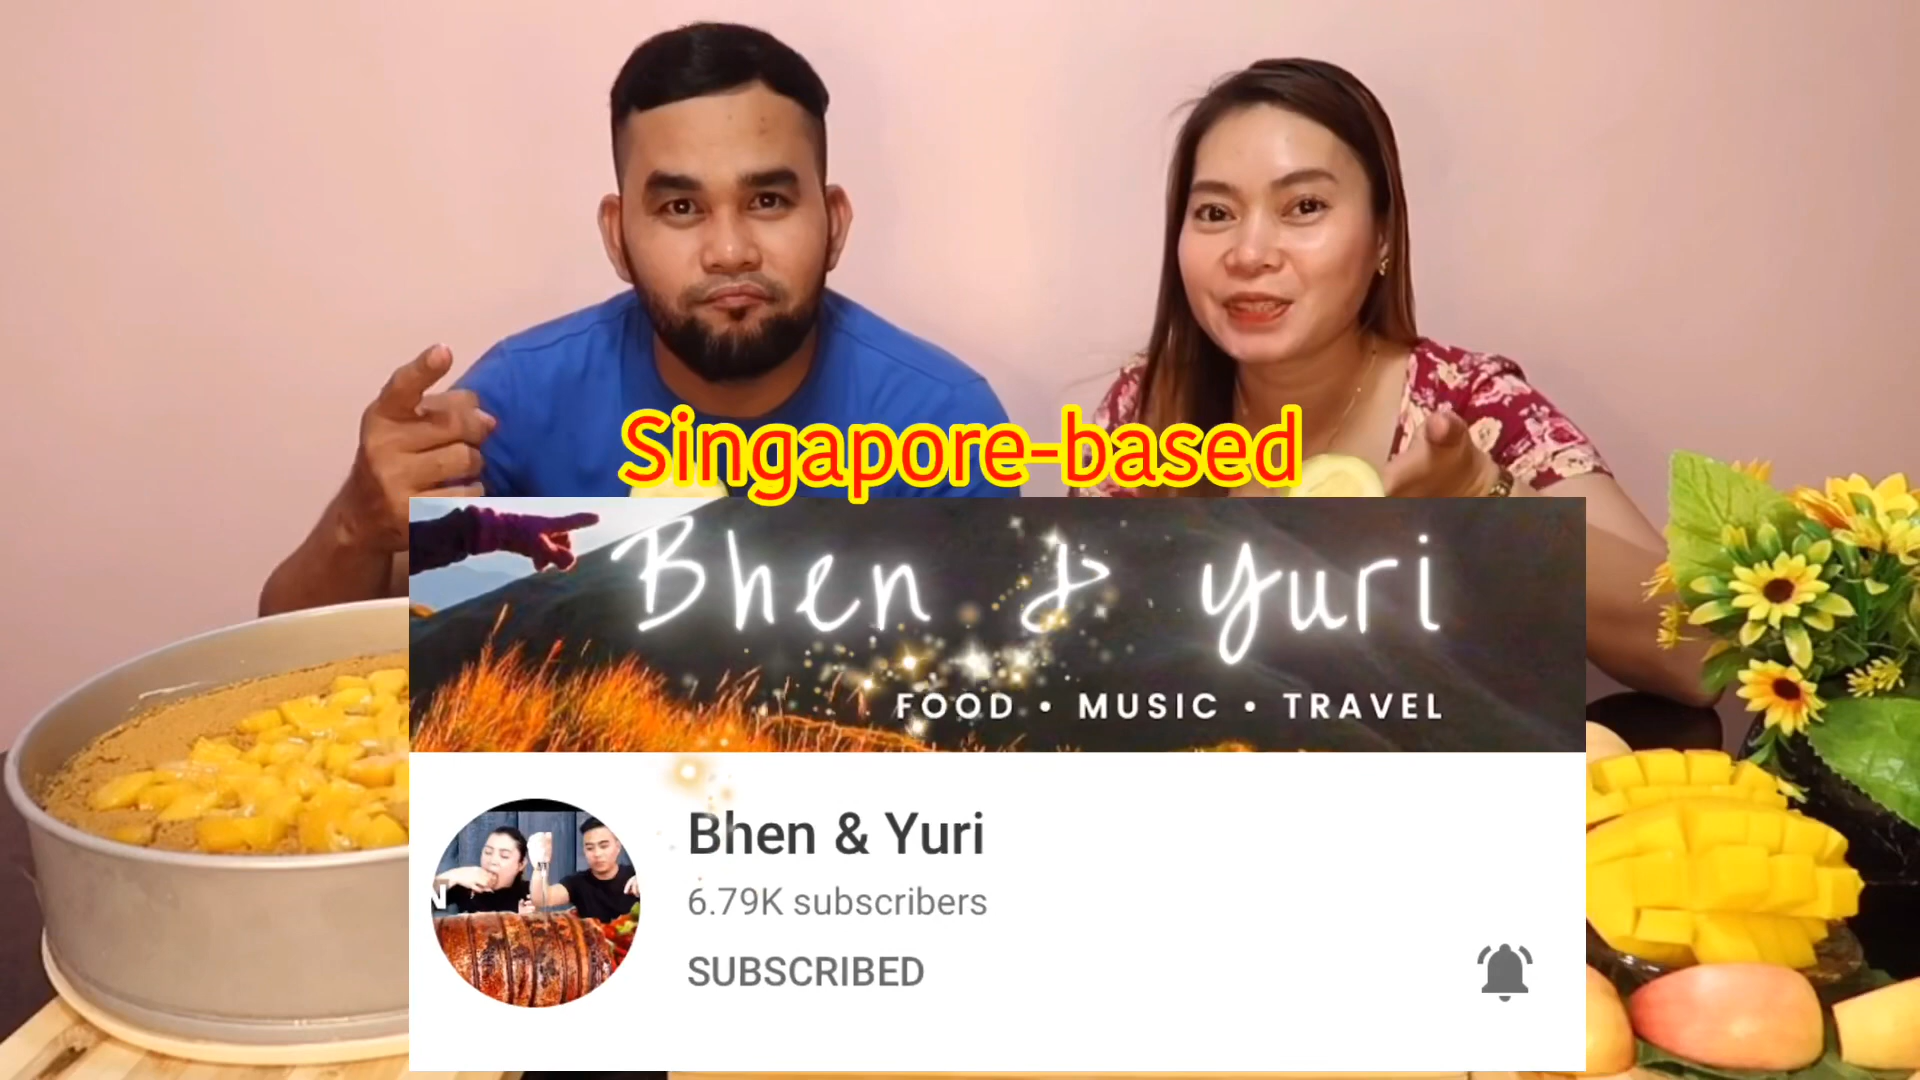 Singapore-based
Bhen & Yuri
FOOD • MUSIC • TRAVEL
N
Bhen & Yuri
6.79K subscribers
SUBSCRIBED